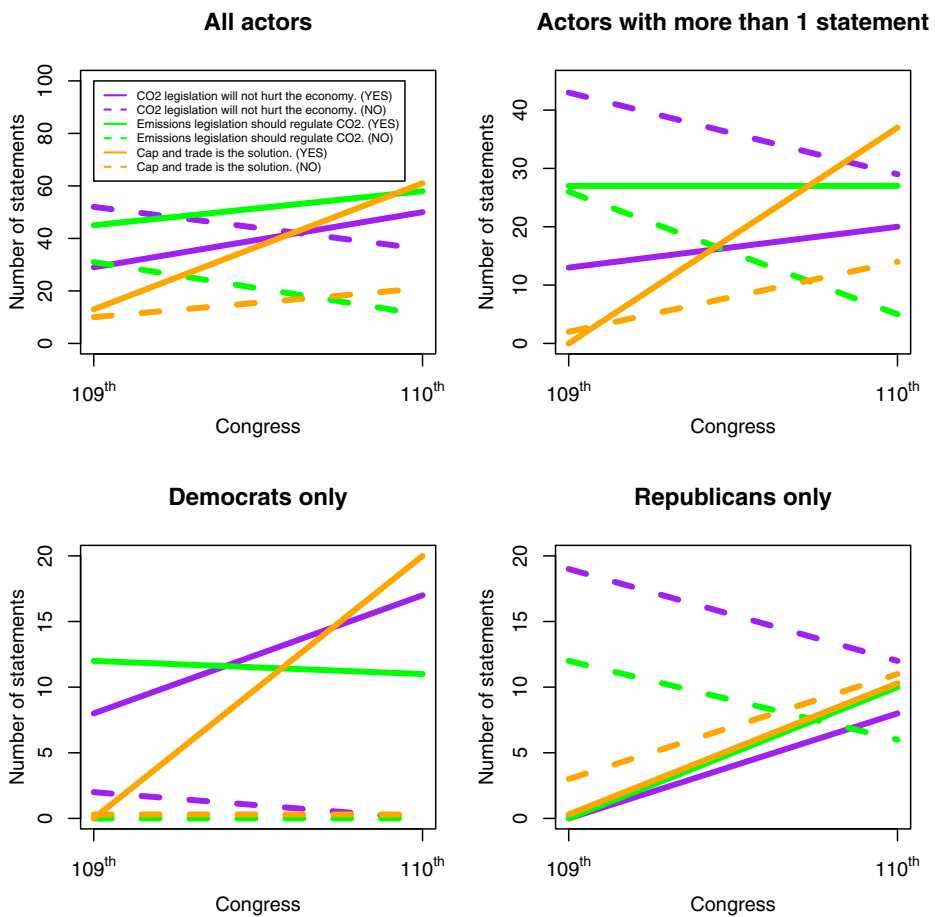 All actors
Number of statements
100
80
60
40
20
0
CO2 legislation will not hurt the economy. (YES)
CO2 legislation will not hurt the economy. (NO)
Emissions legislation should regulate CO2. (YES)
Emissions legislation should regulate CO2. (NO)
Cap and trade is the solution. (YES)
Cap and trade is the solution. (NO)
109th
110th
Congress
Actors with more than 1 statement
Number of statements
40
30
20
10
0
109th
110th
Congress
Democrats only
Number of statements
20
15
10
5
0
109th
110th
Congress
Republicans only
Number of statements
20
15
10
5
0
109th
110th
Congress